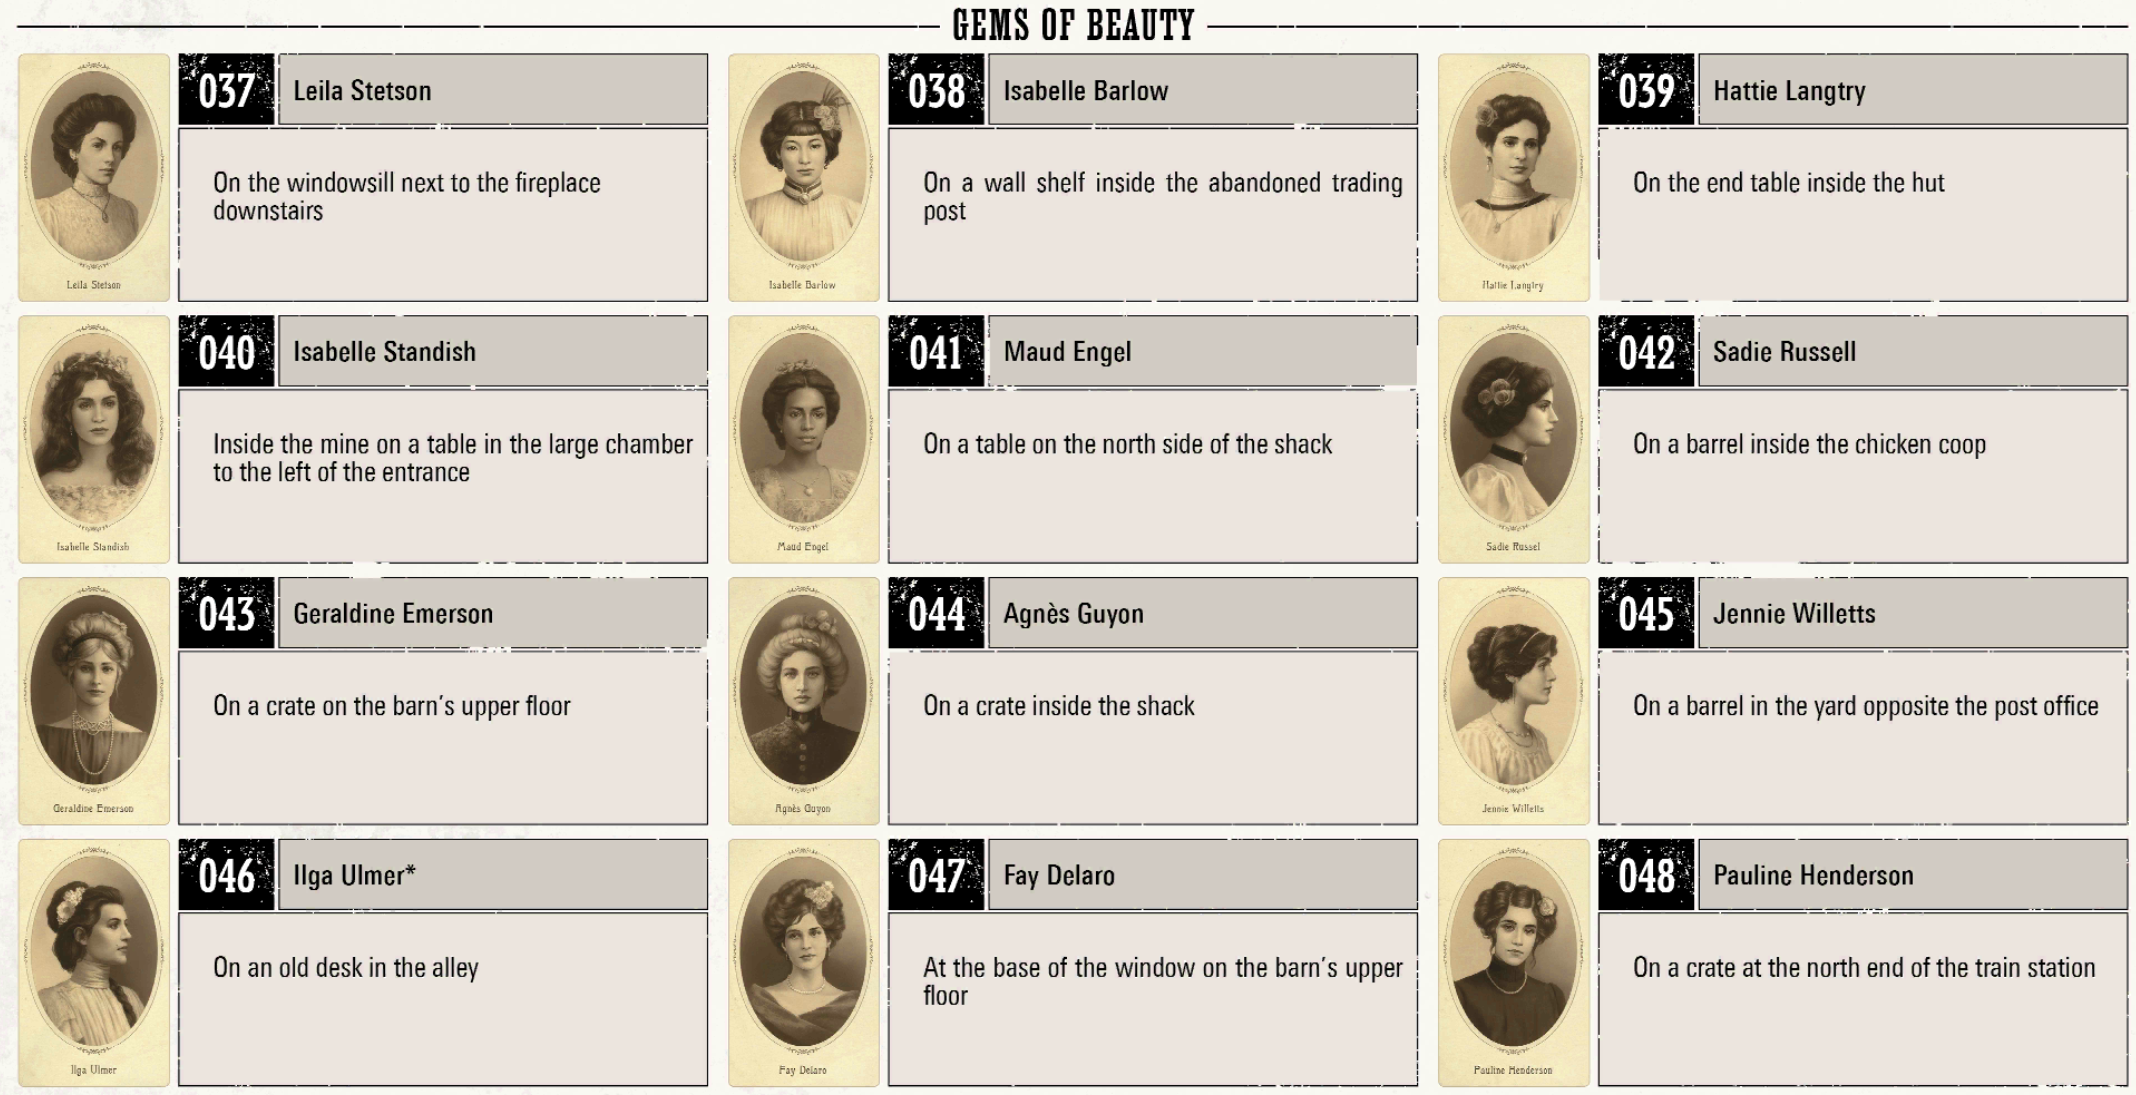 GEMS OF BEAUTY
037 Leila Stetson
On the windowsill next to the fireplace
downstairs
Leila Stetson
038 Isabelle Barlow
On a wall shelf inside the abandoned trading
post
Isabelle Barlow
039 Hattie Langtry
On the end table inside the hut
Hattie Langtry
040 Isabelle Standish
Inside the mine on a table in the large chamber
to the left of the entrance
Isabelle Standish
041 Maud Engel
On a table on the north side of the shack
Maud Engel
042 Sadie Russell
On a barrel inside the chicken coop
Sadie Russel
043 Geraldine Emerson
On a crate on the barn's upper floor
Geraldine Emerson
044 Agnès Guyon
On a crate inside the shack
Agnès Guyon
045 Jennie Willetts
On a barrel in the yard opposite the post office
Jennie Willetts
046 Ilga Ulmer*
On an old desk in the alley
Ilga Ulmer
047 Fay Delaro
At the base of the window on the barn's upper
floor
Fay Delaro
048 Pauline Henderson
On a crate at the north end of the train station
Pauline Henderson